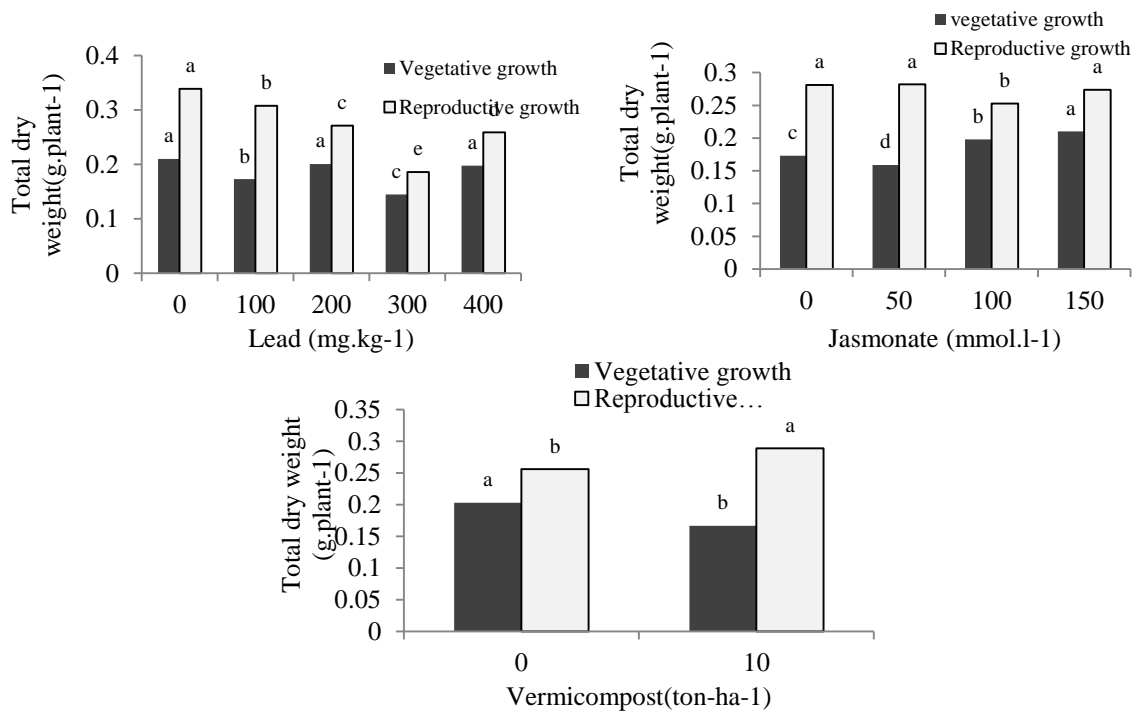 Total dry
weight(g.plant-1)
0.4
0.3
0.2
0.1
0
Vegetative growth
Reproductive growth
a a
b b
c
c e
d
a
0 100 200 300 400
Lead (mg.kg-1)
Total dry
weight(g.plant-1)
0.3
0.25
0.2
0.15
0.1
0.05
0
vegetative growth
Reproductive growth
c a
d a
b b
a a
0 50 100 150
Jasmonate (mmol.l-1)
Total dry weight
(g.plant-1)
0.35
0.3
0.25
0.2
0.15
0.1
0.05
0
Vegetative growth
Reproductive…
a b
b a
0 10
Vermicompost(ton-ha-1)